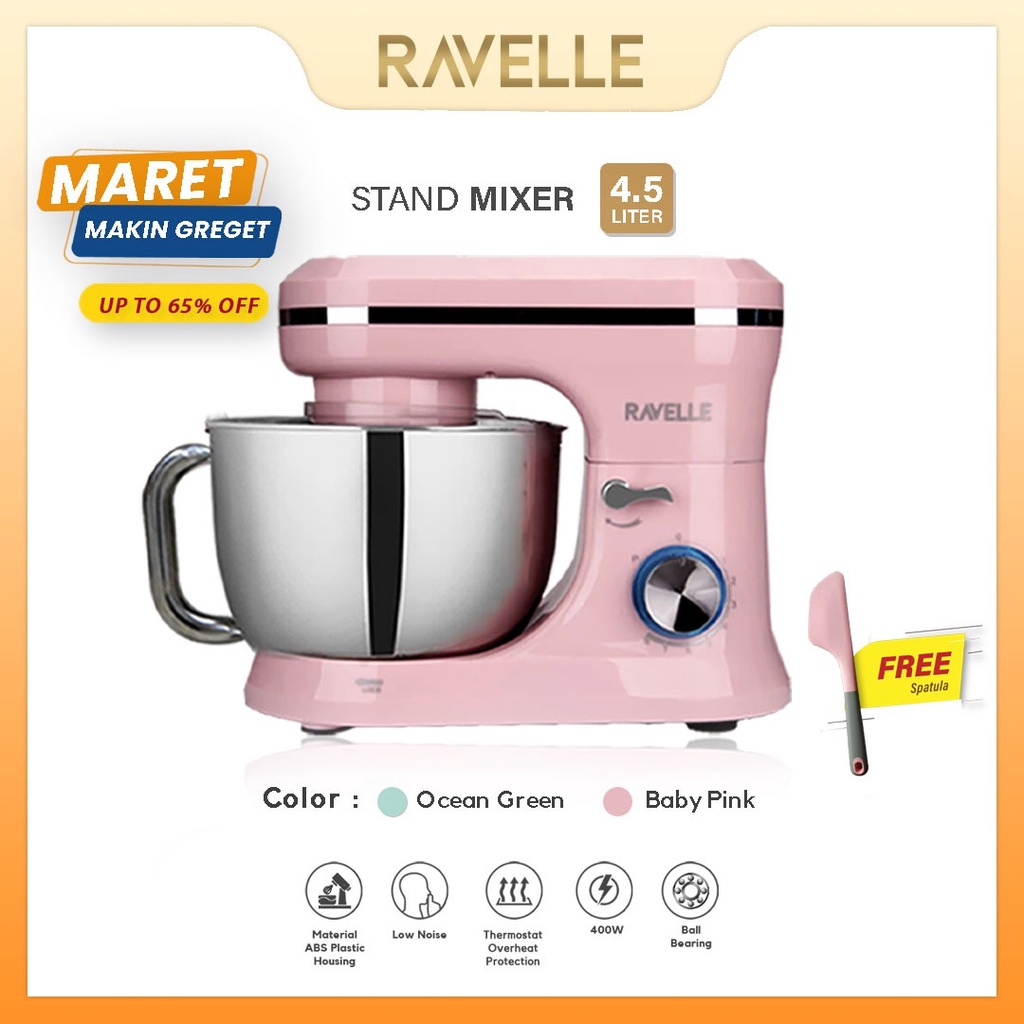 RAVELLE
MARET
MAKIN GREGET
UP TO 65% OFF
STAND MIXER
4.5
LITER
RAVELLE
FREE
Spatula
Color :
Ocean Green
Baby Pink
Material
ABS Plastic
Housing
Low Noise
Thermostat
Overheat
Protection
400W
Ball
Bearing